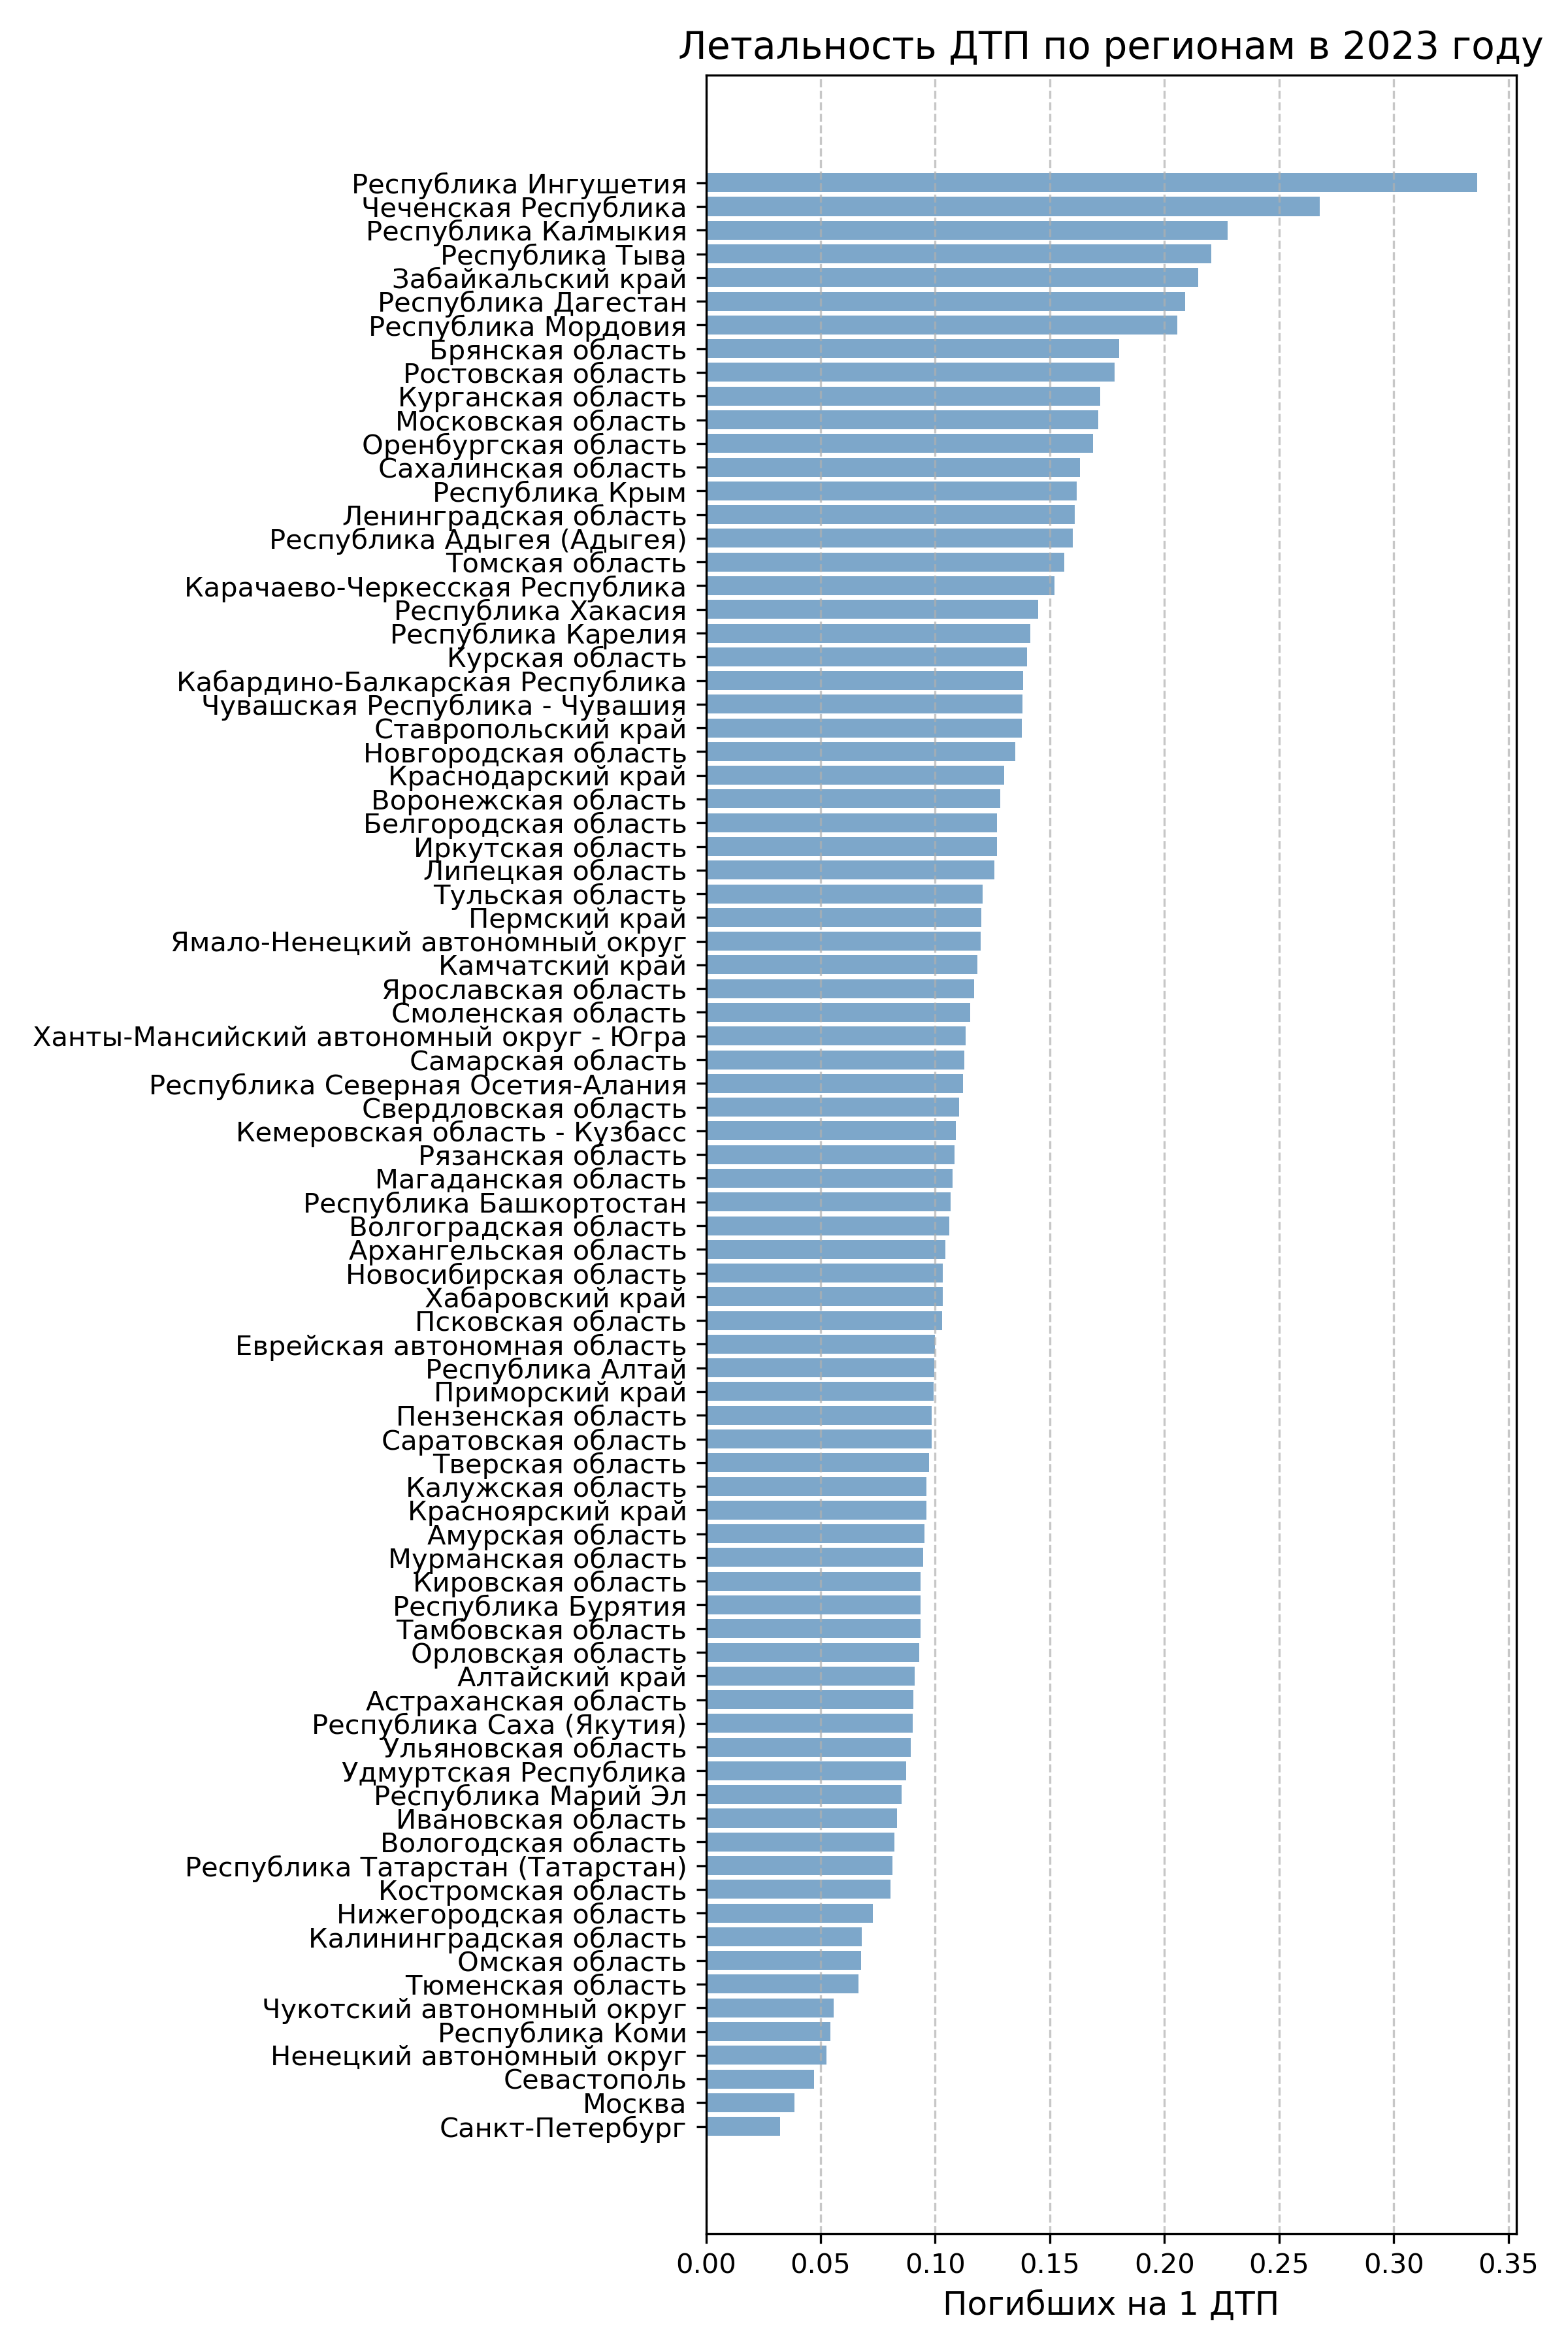 Летальность ДТП по регионам в 2023 году
Республика Ингушетия
Чеченская Республика
Республика Калмыкия
Республика Тыва
Забайкальский край
Республика Дагестан
Республика Мордовия
Брянская область
Ростовская область
Курганская область
Московская область
Оренбургская область
Сахалинская область
Республика Крым
Ленинградская область
Республика Адыгея (Адыгея)
Томская область
Карачаево-Черкесская Республика
Республика Хакасия
Республика Карелия
Курская область
Кабардино-Балкарская Республика
Чувашская Республика - Чувашия
Ставропольский край
Новгородская область
Краснодарский край
Воронежская область
Белгородская область
Иркутская область
Липецкая область
Тульская область
Пермский край
Ямало-Ненецкий автономный округ
Камчатский край
Ярославская область
Смоленская область
Ханты-Мансийский автономный округ - Югра
Самарская область
Республика Северная Осетия-Алания
Свердловская область
Кемеровская область - Кузбасс
Рязанская область
Магаданская область
Республика Башкортостан
Волгоградская область
Архангельская область
Новосибирская область
Хабаровский край
Псковская область
Еврейская автономная область
Республика Алтай
Приморский край
Пензенская область
Саратовская область
Тверская область
Калужская область
Красноярский край
Амурская область
Мурманская область
Кировская область
Республика Бурятия
Тамбовская область
Орловская область
Алтайский край
Астраханская область
Республика Саха (Якутия)
Ульяновская область
Удмуртская Республика
Республика Марий Эл
Ивановская область
Вологодская область
Республика Татарстан (Татарстан)
Костромская область
Нижегородская область
Калининградская область
Омская область
Тюменская область
Чукотский автономный округ
Республика Коми
Ненецкий автономный округ
Севастополь
Москва
Санкт-Петербург
0.00 0.05 0.10 0.15 0.20 0.25 0.30 0.35
Погибших на 1 ДТП